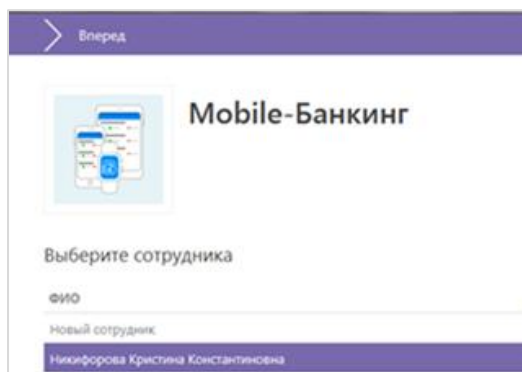 Вперед
Mobile-Банкинг
Выберите сотрудника
ФИО
Новый сотрудник
Никифорова Кристина Константиновна